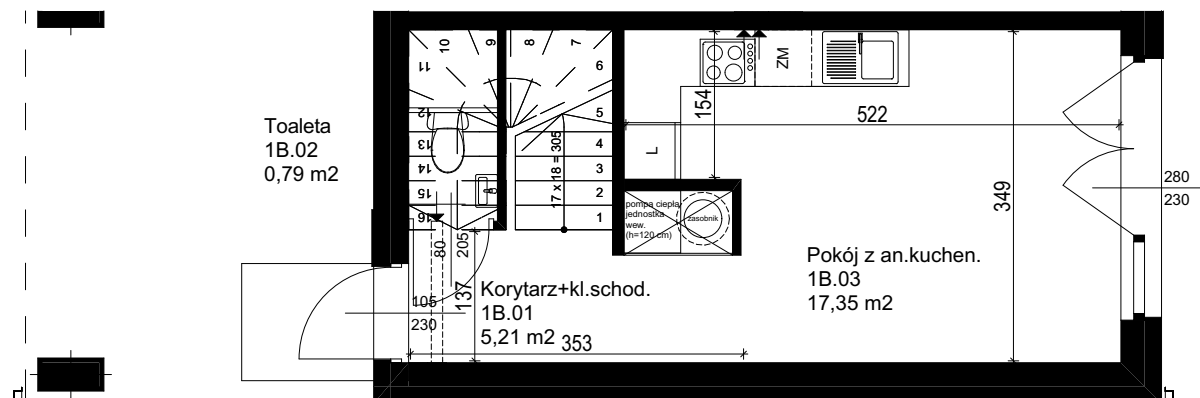 Toaleta
1B.02
0,79 m2
10
9
8
7
11
6
12
5
13
4
14
3
15
2
16
1
17 x 18 = 305
ZM
154
L
522
349
280
230
pompa ciepła
jednostka
wew.
(h=120 cm)
zasobnik
Pokój z an.kuchen.
1B.03
17,35 m2
80
205
137
105
230
Korytarz+kl.schod.
1B.01
5,21 m2
353